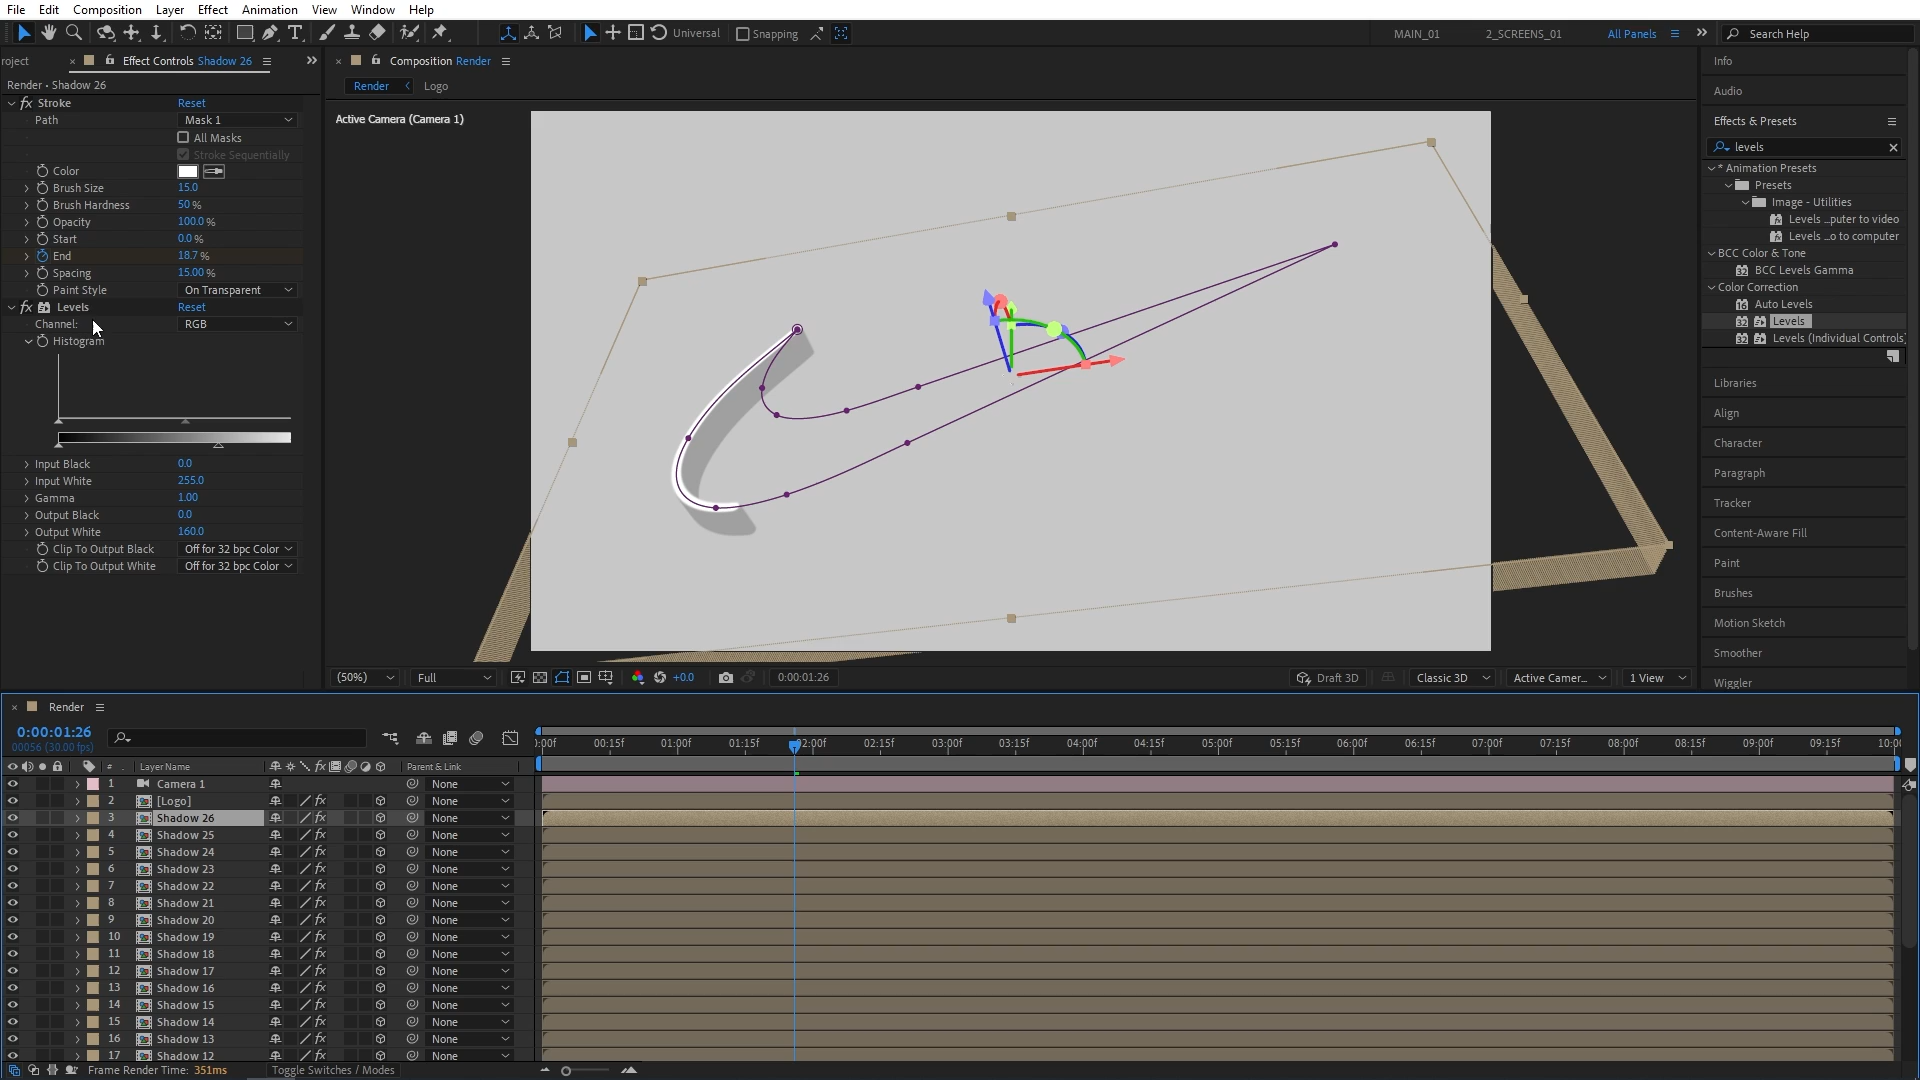 File Edit Composition Layer Effect Animation View Window Help
Universal Snapping MAIN_01 2_SCREENS_01 All Panels Search Help
roject Effect Controls Shadow 26
Render • Shadow 26
Stroke Reset
Path Mask 1
All Masks
Stroke Sequentially
Color
Brush Size 15.0
Brush Hardness 50 %
Opacity 100.0 %
Start 0.0 %
End 18.7 %
Spacing 15.00 %
Paint Style On Transparent
Levels Reset
Channel: RGB
Histogram
Input Black 0.0
Input White 255.0
Gamma 1.00
Output Black 0.0
Output White 160.0
Clip To Output Black Off for 32 bpc Color
Clip To Output White Off for 32 bpc Color
Composition Render
Render Logo
Active Camera (Camera 1)
(50%) Full +0.0 0:00:01:26 Draft 3D Classic 3D Active Camer... 1 View
Info
Audio
Effects & Presets
levels
* Animation Presets
Presets
Image - Utilities
Levels ...puter to video
Levels ...o to computer
BCC Color & Tone
32 BCC Levels Gamma
Color Correction
16 Auto Levels
32 Levels
32 Levels (Individual Controls)
Libraries
Align
Character
Paragraph
Tracker
Content-Aware Fill
Paint
Brushes
Motion Sketch
Smoother
Wiggler
Render
0:00:01:26
00056 (30.00 fps)
):00f 00:15f 01:00f 01:15f 02:00f 02:15f 03:00f 03:15f 04:00f 04:15f 05:00f 05:15f 06:00f 06:15f 07:00f 07:15f 08:00f 08:15f 09:00f 09:15f 10:0
# Layer Name Parent & Link
1 Camera 1 None
2 [Logo] None
3 Shadow 26 None
4 Shadow 25 None
5 Shadow 24 None
6 Shadow 23 None
7 Shadow 22 None
8 Shadow 21 None
9 Shadow 20 None
10 Shadow 19 None
11 Shadow 18 None
12 Shadow 17 None
13 Shadow 16 None
14 Shadow 15 None
15 Shadow 14 None
16 Shadow 13 None
17 Shadow 12 None
Frame Render Time: 351ms Toggle Switches / Modes